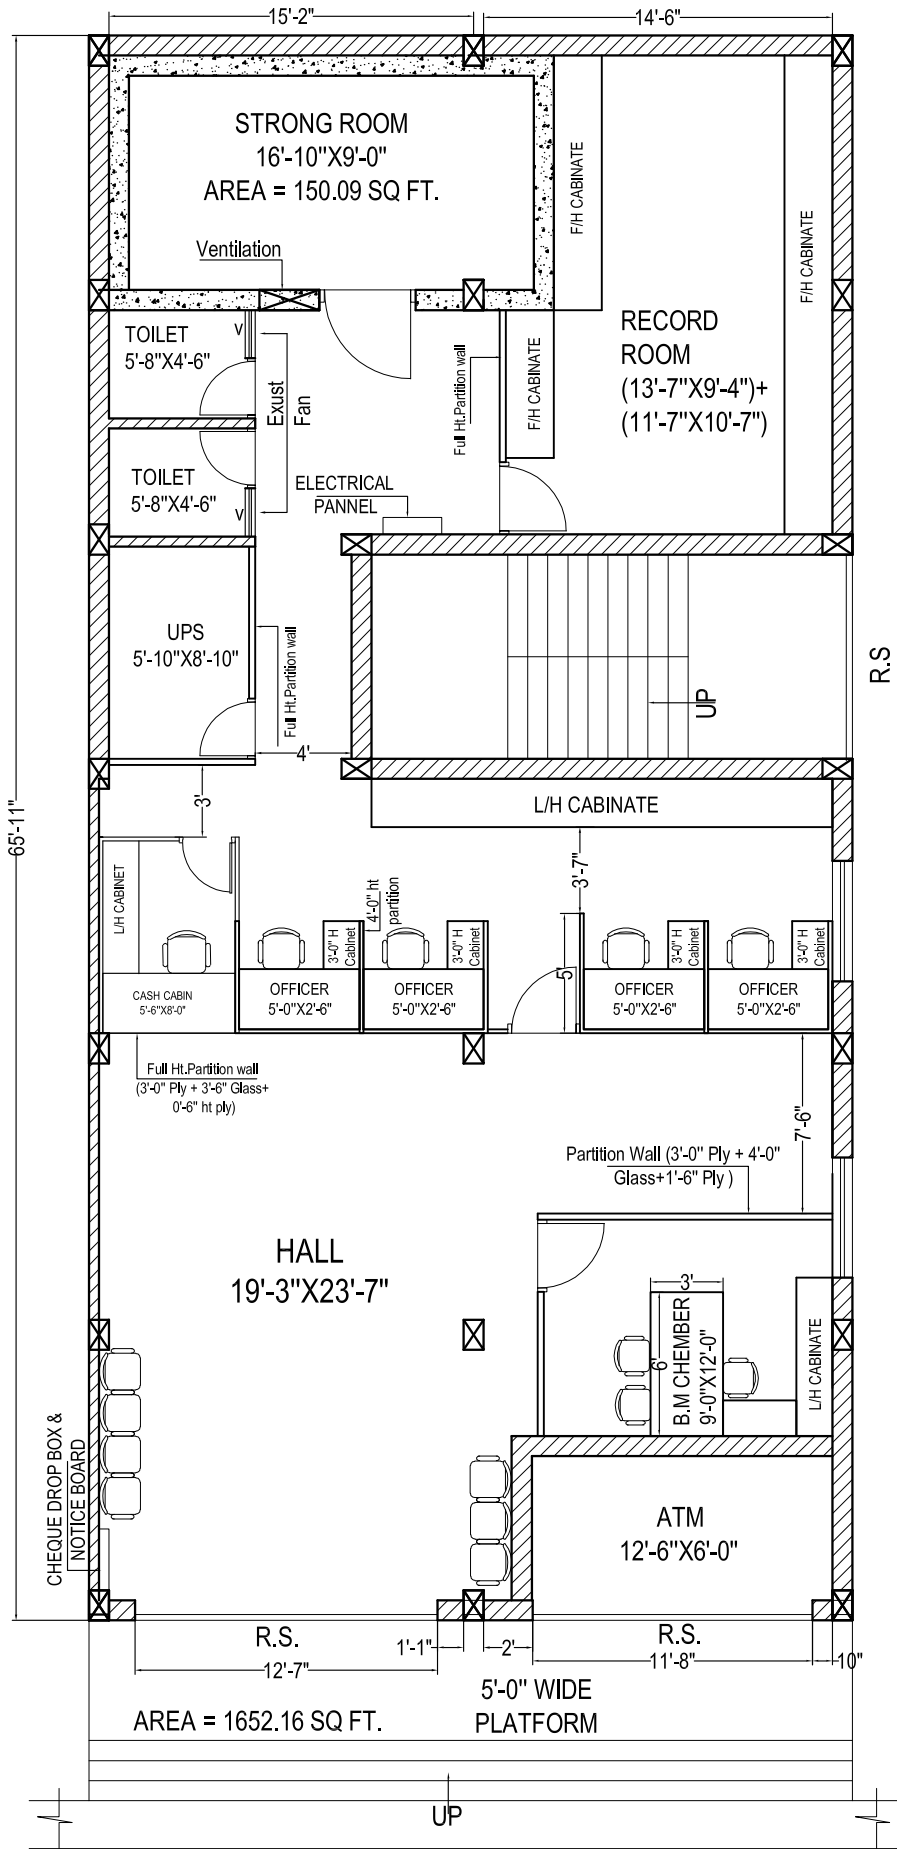 15'-2"
14'-6"
STRONG ROOM
16'-10"X9'-0"
AREA = 150.09 SQ FT.
F/H CABINATE
F/H CABINATE
Ventilation
TOILET
5'-8"X4'-6"
V
Exust
Fan
Full Ht.Partition wall
F/H CABINATE
RECORD
ROOM
(13'-7"X9'-4")+
(11'-7"X10'-7")
TOILET
5'-8"X4'-6"
V
ELECTRICAL
PANNEL
UPS
5'-10"X8'-10"
Full Ht.Partition wall
UP
R.S
4'
3'
65'-11"
L/H CABINATE
3'-7"
L/H CABINET
4'-0" ht
partition
3'-0" H
Cabinet
3'-0" H
Cabinet
3'-0" H
Cabinet
3'-0" H
Cabinet
5'
CASH CABIN
5'-6"X8'-0"
OFFICER
5'-0"X2'-6"
OFFICER
5'-0"X2'-6"
OFFICER
5'-0"X2'-6"
OFFICER
5'-0"X2'-6"
Full Ht.Partition wall
(3'-0" Ply + 3'-6" Glass+
0'-6" ht ply)
7'-6"
Partition Wall (3'-0" Ply + 4'-0"
Glass+1'-6" Ply )
HALL
19'-3"X23'-7"
3'
6'
B.M CHEMBER
9'-0"X12'-0"
L/H CABINATE
CHEQUE DROP BOX &
NOTICE BOARD
ATM
12'-6"X6'-0"
R.S.
12'-7"
1'-1"
2'
R.S.
11'-8"
10"
5'-0" WIDE
PLATFORM
AREA = 1652.16 SQ FT.
UP